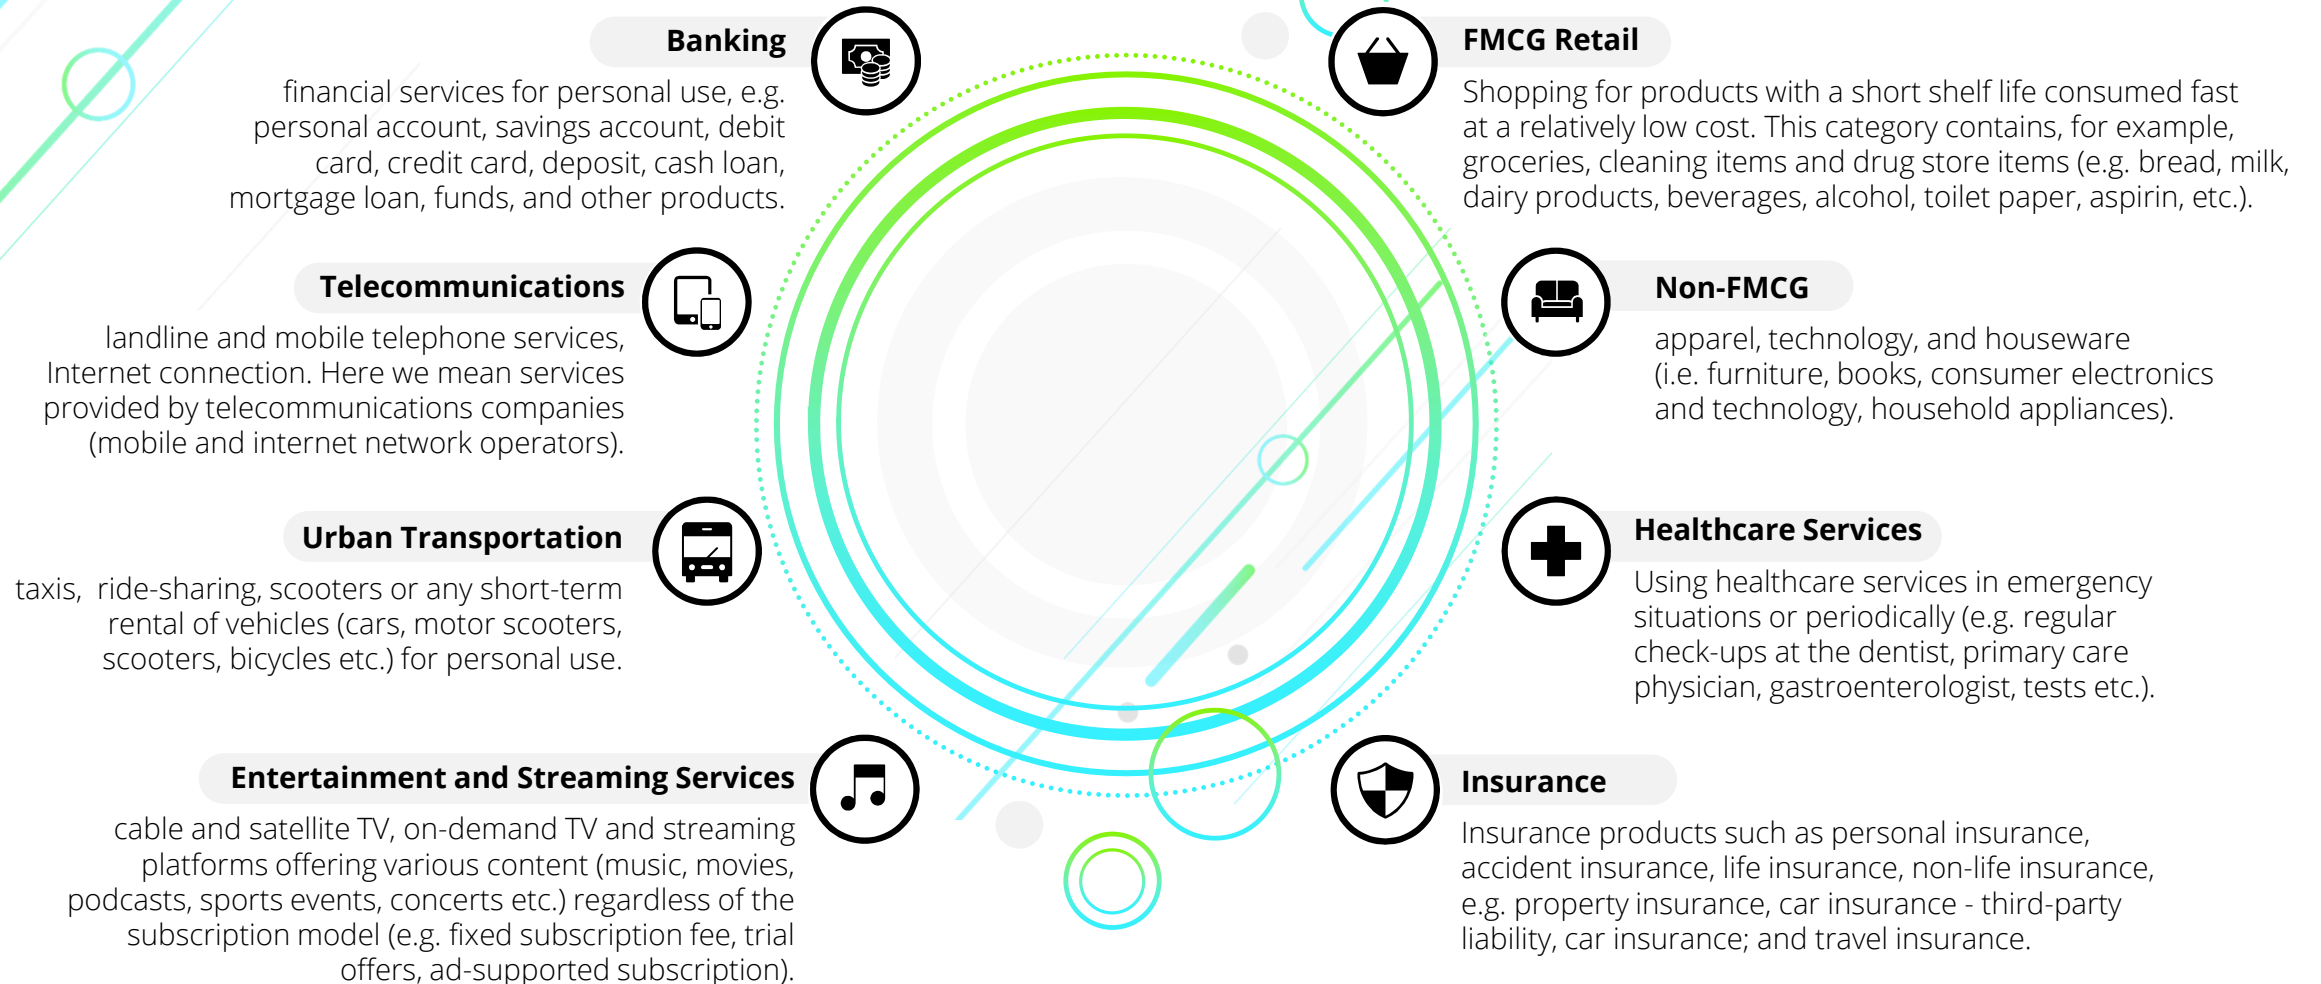 Banking
financial services for personal use, e.g.
personal account, savings account, debit
card, credit card, deposit, cash loan,
mortgage loan, funds, and other products.
Telecommunications
landline and mobile telephone services,
Internet connection. Here we mean services
provided by telecommunications companies
(mobile and internet network operators).
Urban Transportation
taxis,  ride-sharing, scooters or any short-term
rental of vehicles (cars, motor scooters,
scooters, bicycles etc.) for personal use.
Entertainment and Streaming Services
cable and satellite TV, on-demand TV and streaming
platforms offering various content (music, movies,
podcasts, sports events, concerts etc.) regardless of the
subscription model (e.g. fixed subscription fee, trial
offers, ad-supported subscription).
FMCG Retail
Shopping for products with a short shelf life consumed fast
at a relatively low cost. This category contains, for example,
groceries, cleaning items and drug store items (e.g. bread, milk,
dairy products, beverages, alcohol, toilet paper, aspirin, etc.).
Non-FMCG
apparel, technology, and houseware
(i.e. furniture, books, consumer electronics
and technology, household appliances).
Healthcare Services
Using healthcare services in emergency
situations or periodically (e.g. regular
check-ups at the dentist, primary care
physician, gastroenterologist, tests etc.).
Insurance
Insurance products such as personal insurance,
accident insurance, life insurance, non-life insurance,
e.g. property insurance, car insurance - third-party
liability, car insurance; and travel insurance.